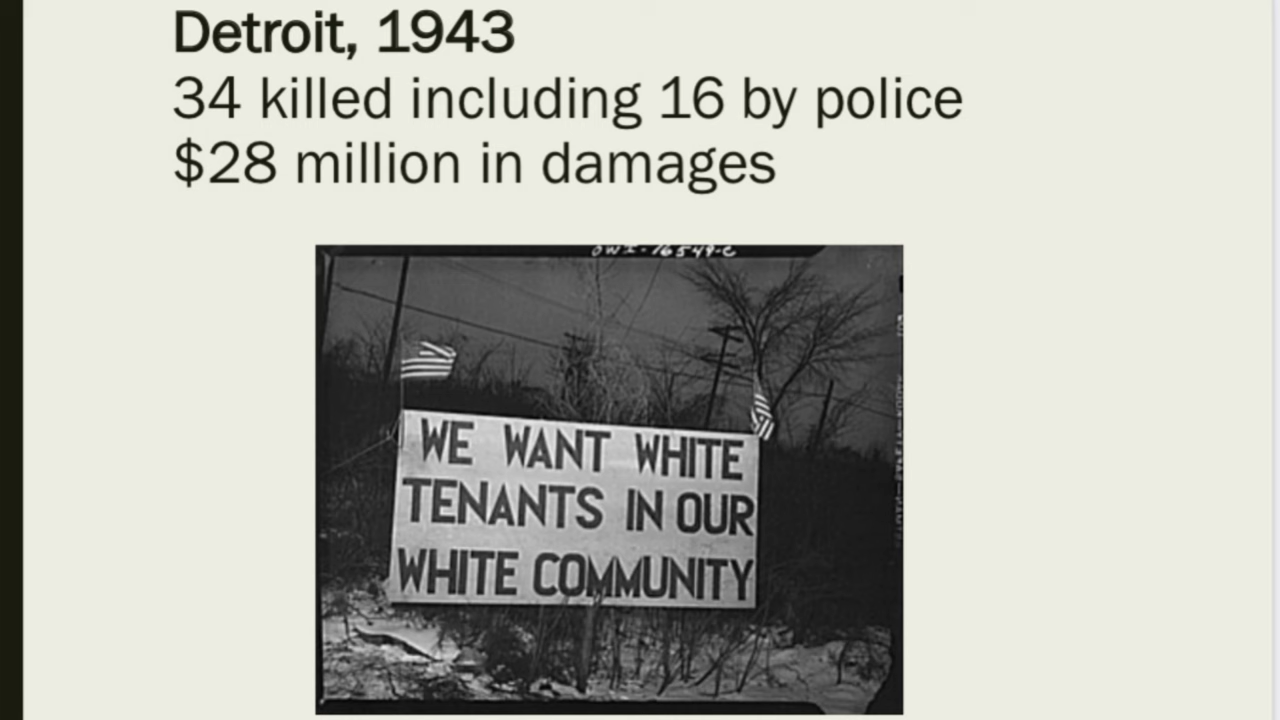 Detroit, 1943
34 killed including 16 by police
$28 million in damages
OWI-16549-C
WE WANT WHITE
TENANTS IN OUR
WHITE COMMUNITY